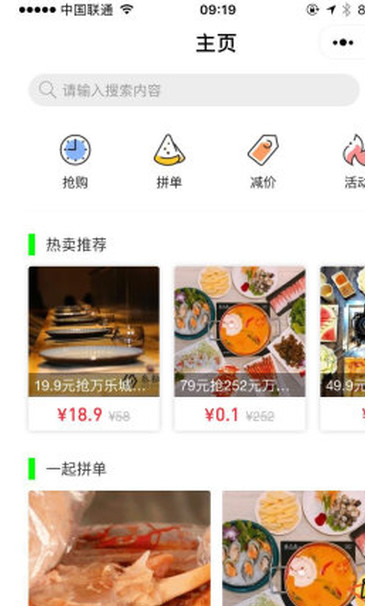 中国联通 09:19 8
主页
请输入搜索内容
抢购 拼单 减价 活动
热卖推荐
19.9元抢万乐城… 79元抢252元万… 49.9元
¥18.9 ¥58 ¥0.1 ¥252 ¥
一起拼单